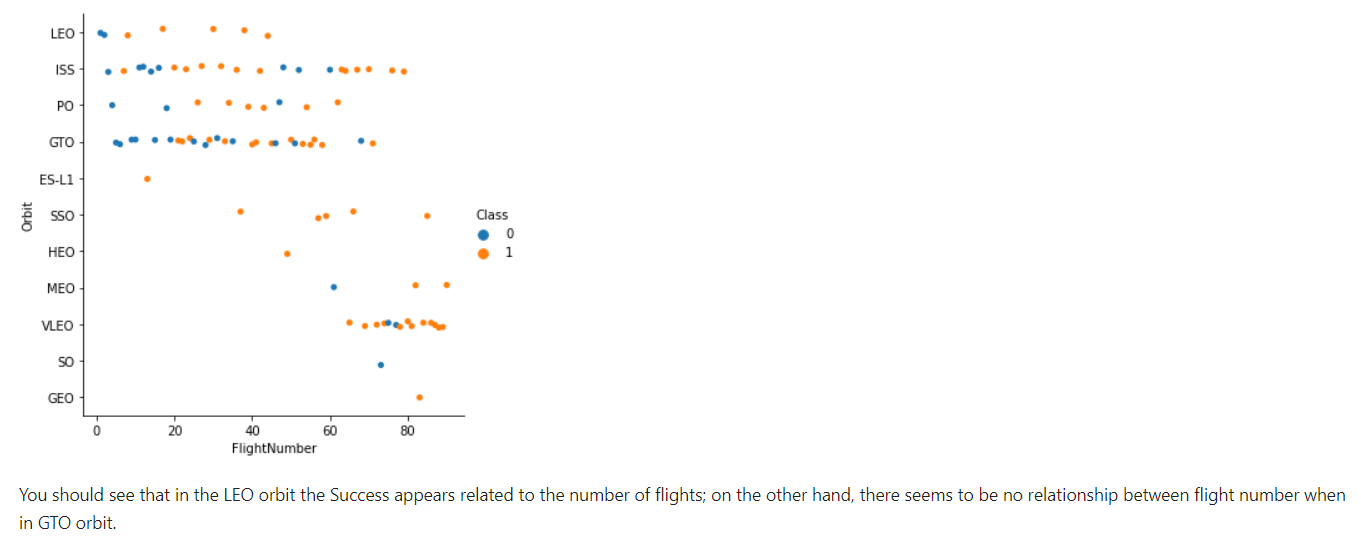 LEO
ISS
PO
GTO
ES-L1
SSO
HEO
MEO
VLEO
SO
GEO
Orbit
0 20 40 60 80
FlightNumber
Class
0
1
You should see that in the LEO orbit the Success appears related to the number of flights; on the other hand, there seems to be no relationship between flight number when
in GTO orbit.